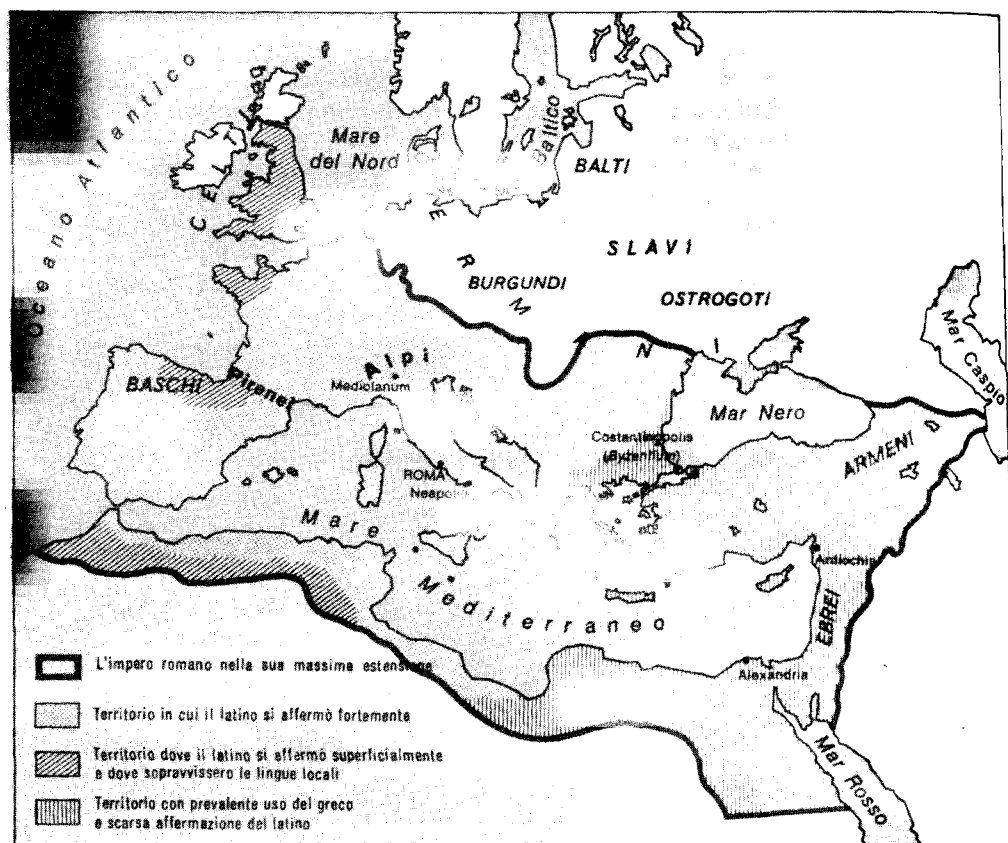 Oceano Atlantico
Mare
del Nord
Baltico
BALTI
SLAVI
BURGUNDI
OSTROGOTI
Mar Caspio
Alpi
Mediolanum
BASCHI
Pirenei
Mar Nero
Costantinopolis
(Byzantium)
ARMENI
ROMA
Neapolis
Mare
Mediterraneo
Antiochia
EBREI
Alexandria
Mar Rosso
L'impero romano nella sua massima estensione
Territorio in cui il latino si affermò fortemente
Territorio dove il latino si affermò superficialmente
e dove sopravvissero le lingue locali
Territorio con prevalente uso del greco
e scarsa affermazione del latino